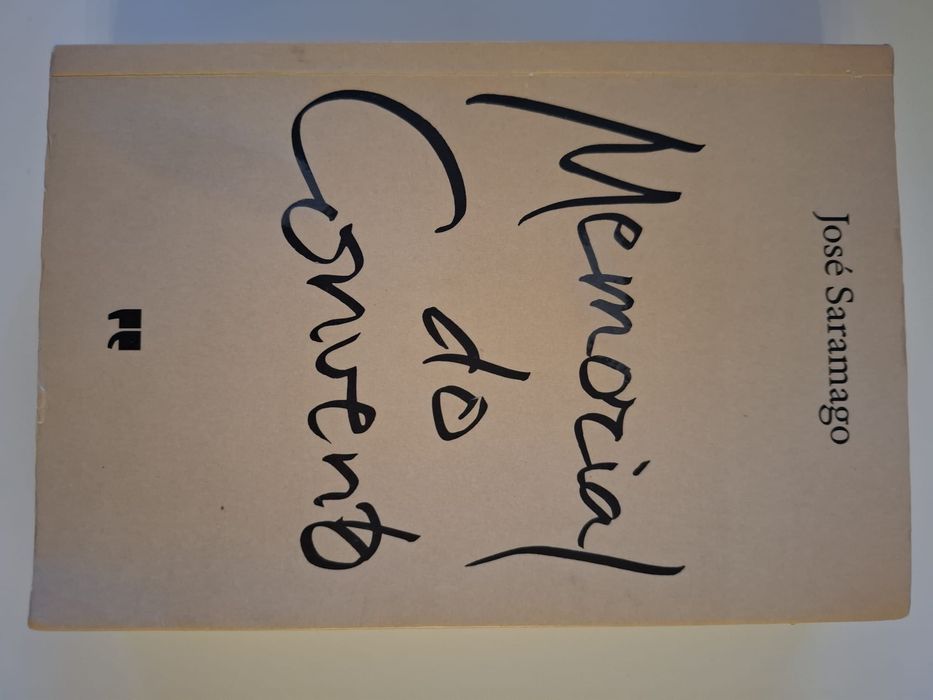 José Saramago
Memorial
do
Convento